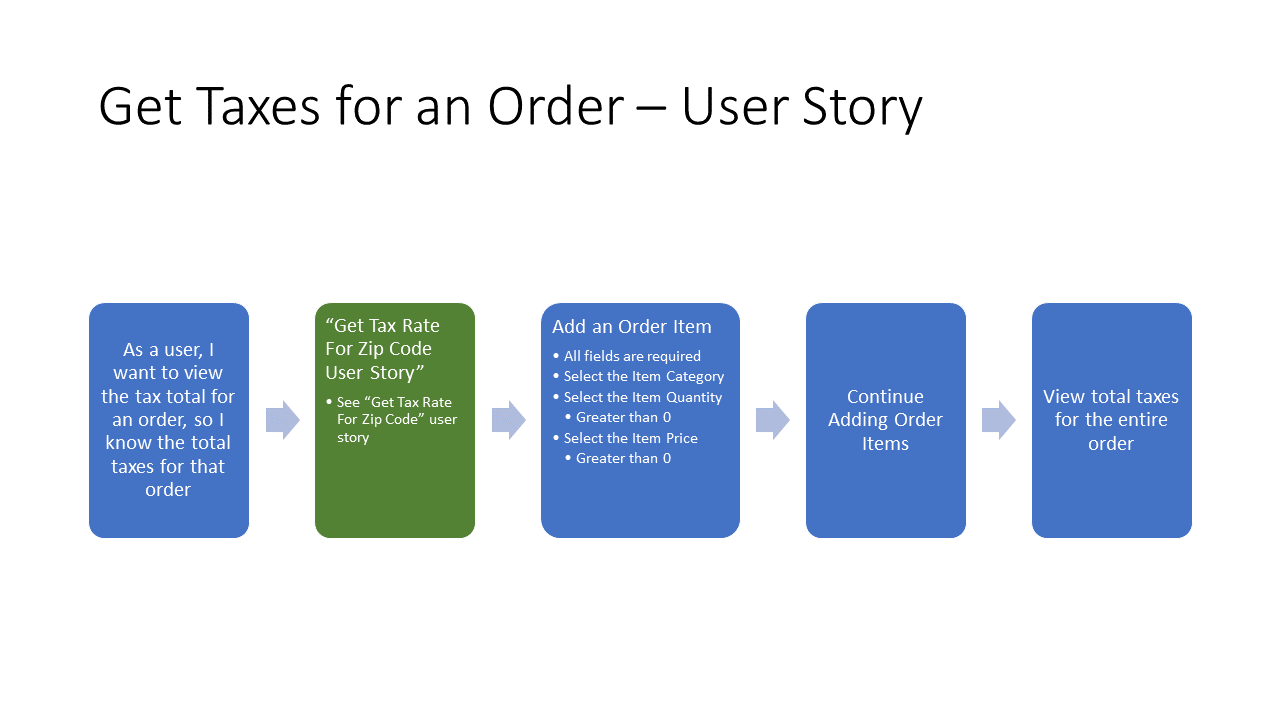 Get Taxes for an Order – User Story
As a user, I
want to view
the tax total for
an order, so I
know the total
taxes for that
order
“Get Tax Rate
For Zip Code
User Story”
• See “Get Tax Rate
For Zip Code” user
story
Add an Order Item
• All fields are required
• Select the Item Category
• Select the Item Quantity
• Greater than 0
• Select the Item Price
• Greater than 0
Continue
Adding Order
Items
View total taxes
for the entire
order